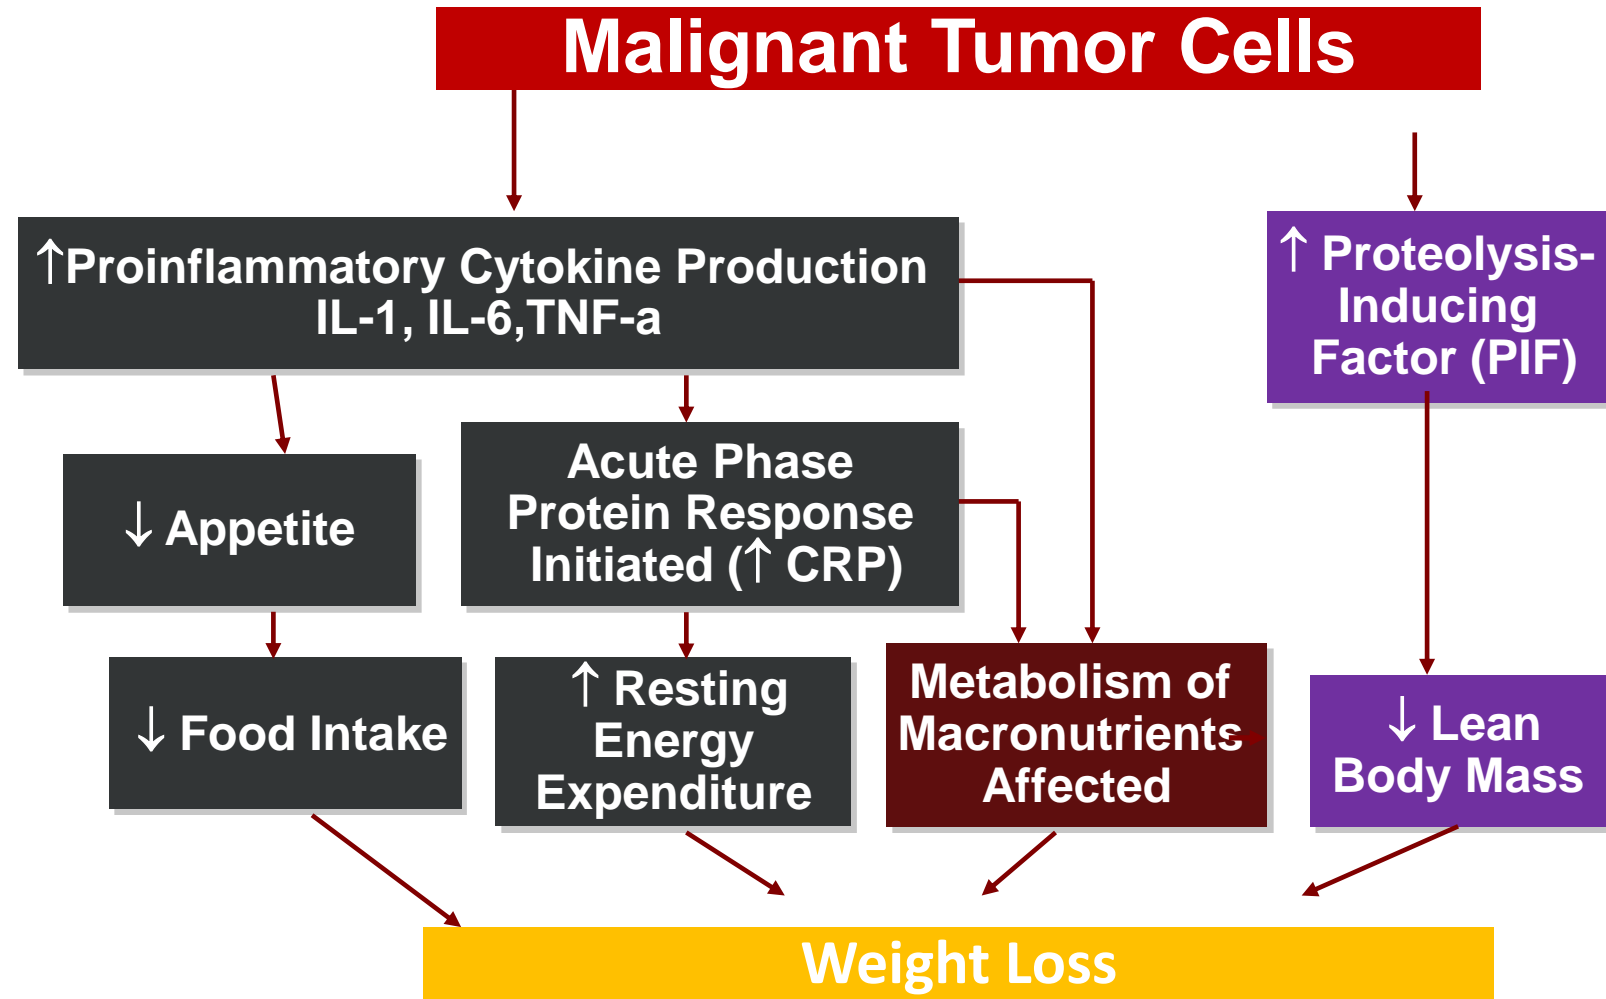 Malignant Tumor Cells
↑Proinflammatory Cytokine Production
IL-1, IL-6,TNF-a
↑ Proteolysis-
Inducing
Factor (PIF)
↓ Appetite
Acute Phase
Protein Response
Initiated (↑ CRP)
↓ Food Intake
↑ Resting
Energy
Expenditure
Metabolism of
Macronutrients
Affected
↓ Lean
Body Mass
Weight Loss